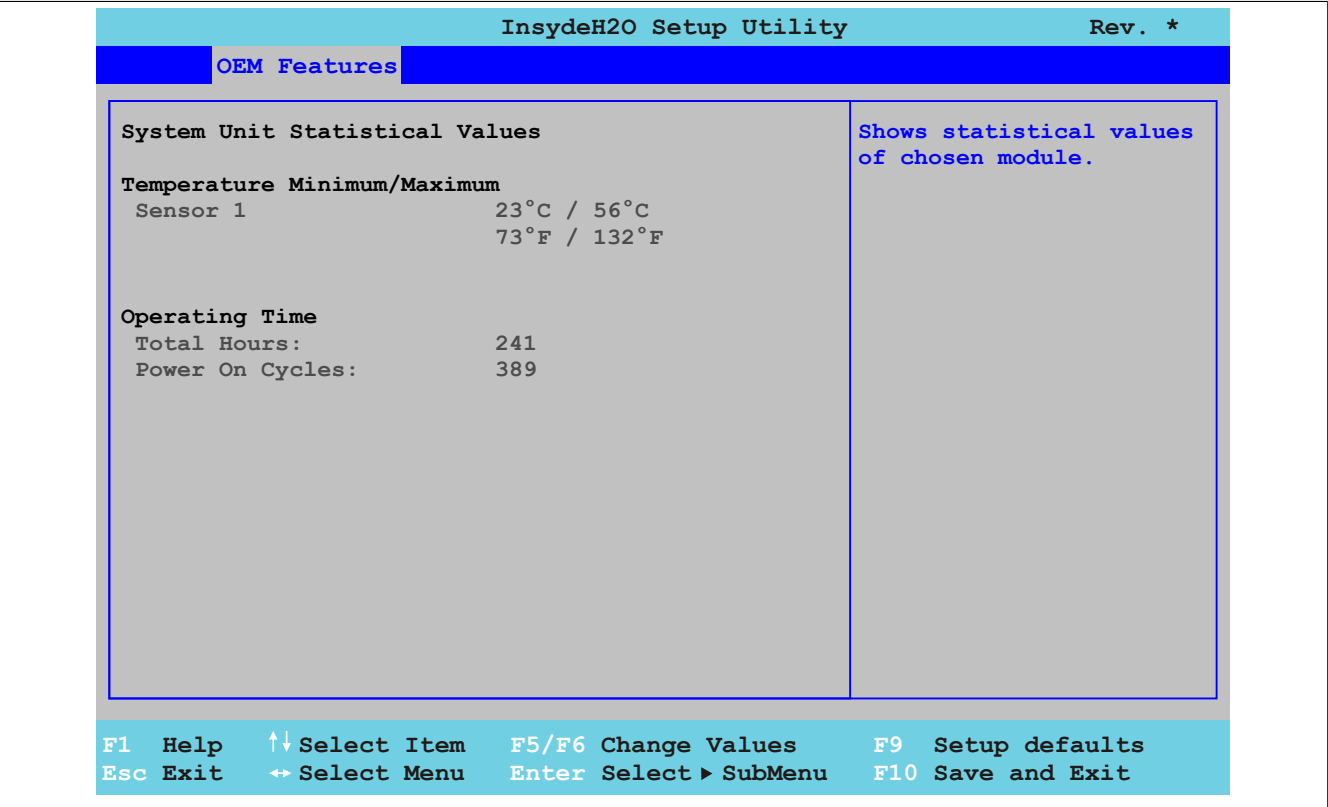 InsydeH2O Setup Utility Rev. *
OEM Features
System Unit Statistical Values
Shows statistical values
of chosen module.
Temperature Minimum/Maximum
Sensor 1 23°C / 56°C
73°F / 132°F
Operating Time
Total Hours: 241
Power On Cycles: 389
F1 Help ↑↓ Select Item F5/F6 Change Values F9 Setup defaults
Esc Exit ↔ Select Menu Enter Select ▶ SubMenu F10 Save and Exit